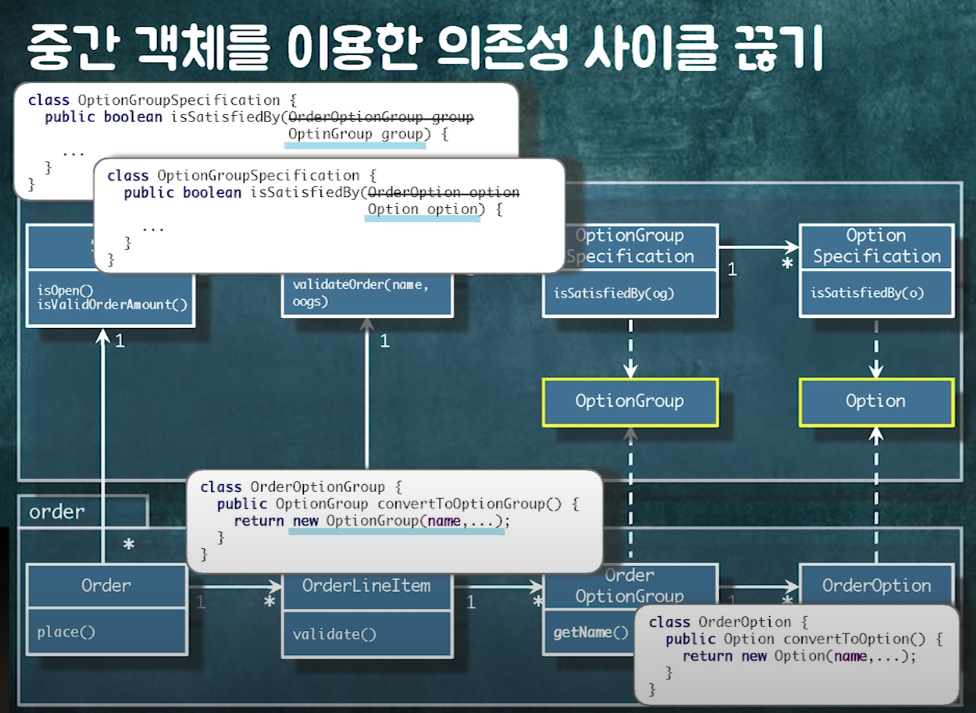 중간 객체를 이용한 의존성 사이클 끊기
class OptionGroupSpecification {
public boolean isSatisfiedBy(OrderOptionGroup group
OptinGroup group) {
...
}
}
class OptionGroupSpecification {
public boolean isSatisfiedBy(OrderOption option
Option option) {
...
}
}
isOpen()
isValidOrderAmount()
validateOrder(name,
oogs)
OptionGroup
Specification
isSatisfiedBy(og)
1
*
Option
Specification
isSatisfiedBy(o)
1
1
OptionGroup
Option
class OrderOptionGroup {
public OptionGroup convertToOptionGroup() {
return new OptionGroup(name,...);
}
}
order
*
Order
place()
1
*
OrderLineItem
validate()
1
*
Order
OptionGroup
getName()
1
*
OrderOption
class OrderOption {
public Option convertToOption() {
return new Option(name,...);
}
}